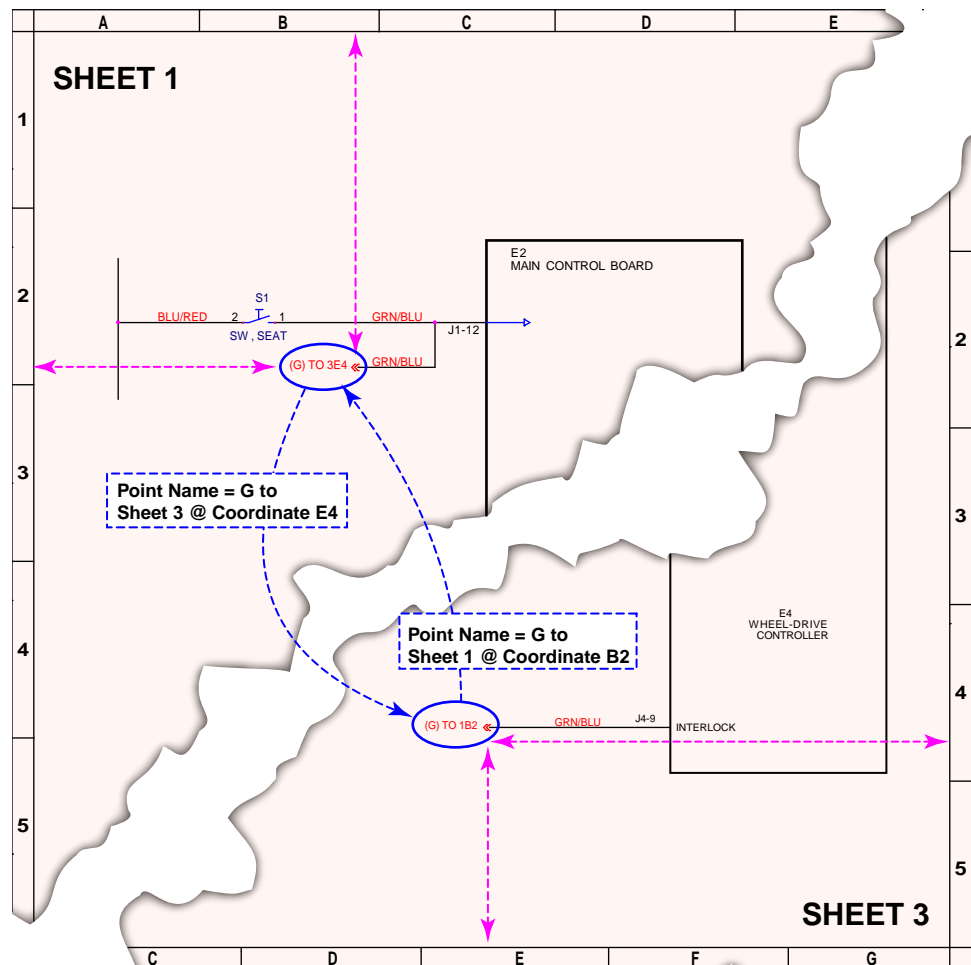 A B C D E
SHEET 1
1
E2
MAIN CONTROL BOARD
2
S1
BLU/RED 2 1 GRN/BLU
J1-12
SW , SEAT
(G) TO 3E4 GRN/BLU
2
3
Point Name = G to
Sheet 3 @ Coordinate E4
3
E4
WHEEL-DRIVE
CONTROLLER
4
Point Name = G to
Sheet 1 @ Coordinate B2
4
(G) TO 1B2 GRN/BLU J4-9 INTERLOCK
5
5
SHEET 3
C D E F G